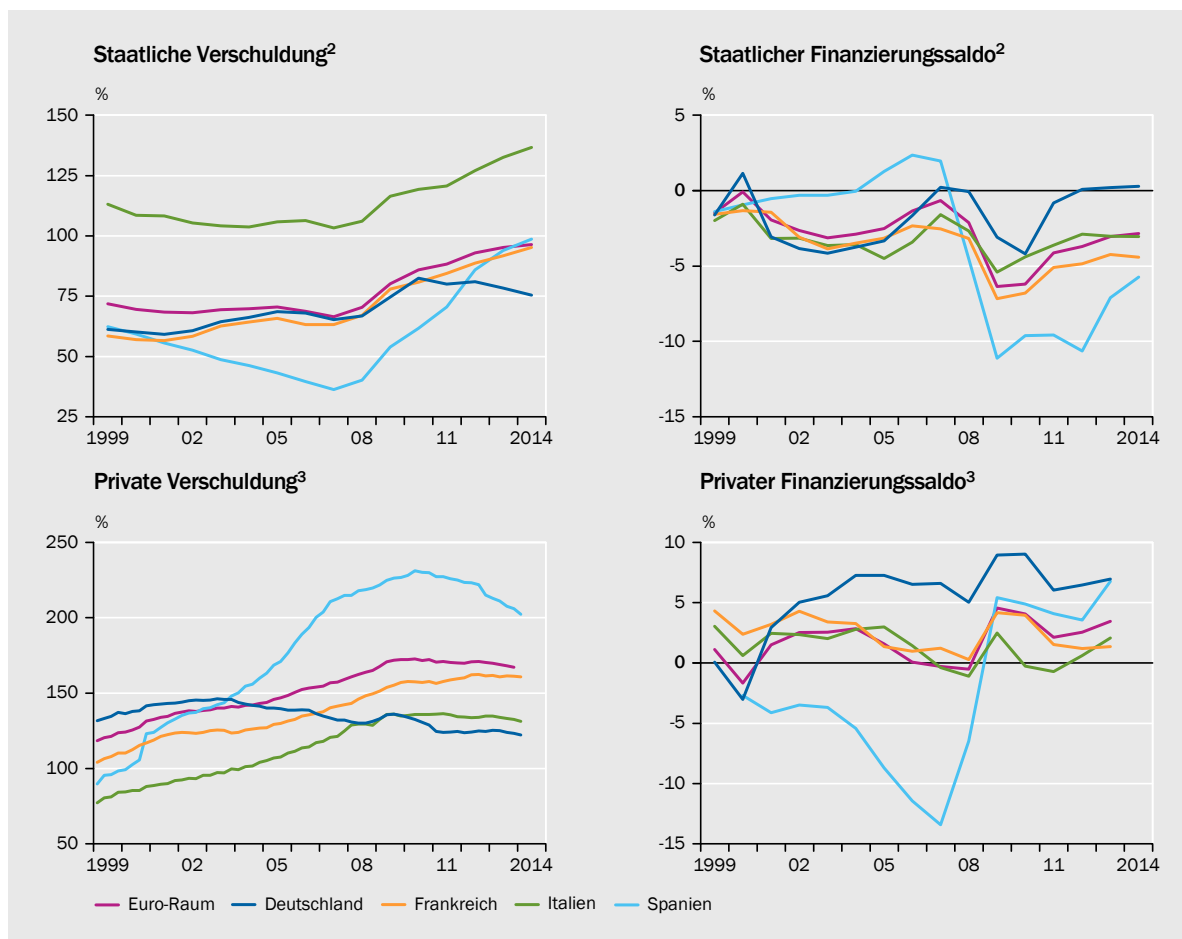 Staatliche Verschuldung²
%
150
125
100
75
50
25
1999 02 05 08 11 2014
Staatlicher Finanzierungssaldo²
%
5
0
-5
-10
-15
1999 02 05 08 11 2014
Private Verschuldung³
%
250
200
150
100
50
1999 02 05 08 11 2014
Privater Finanzierungssaldo³
%
10
5
0
-5
-10
-15
1999 02 05 08 11 2014
Euro-Raum Deutschland Frankreich Italien Spanien